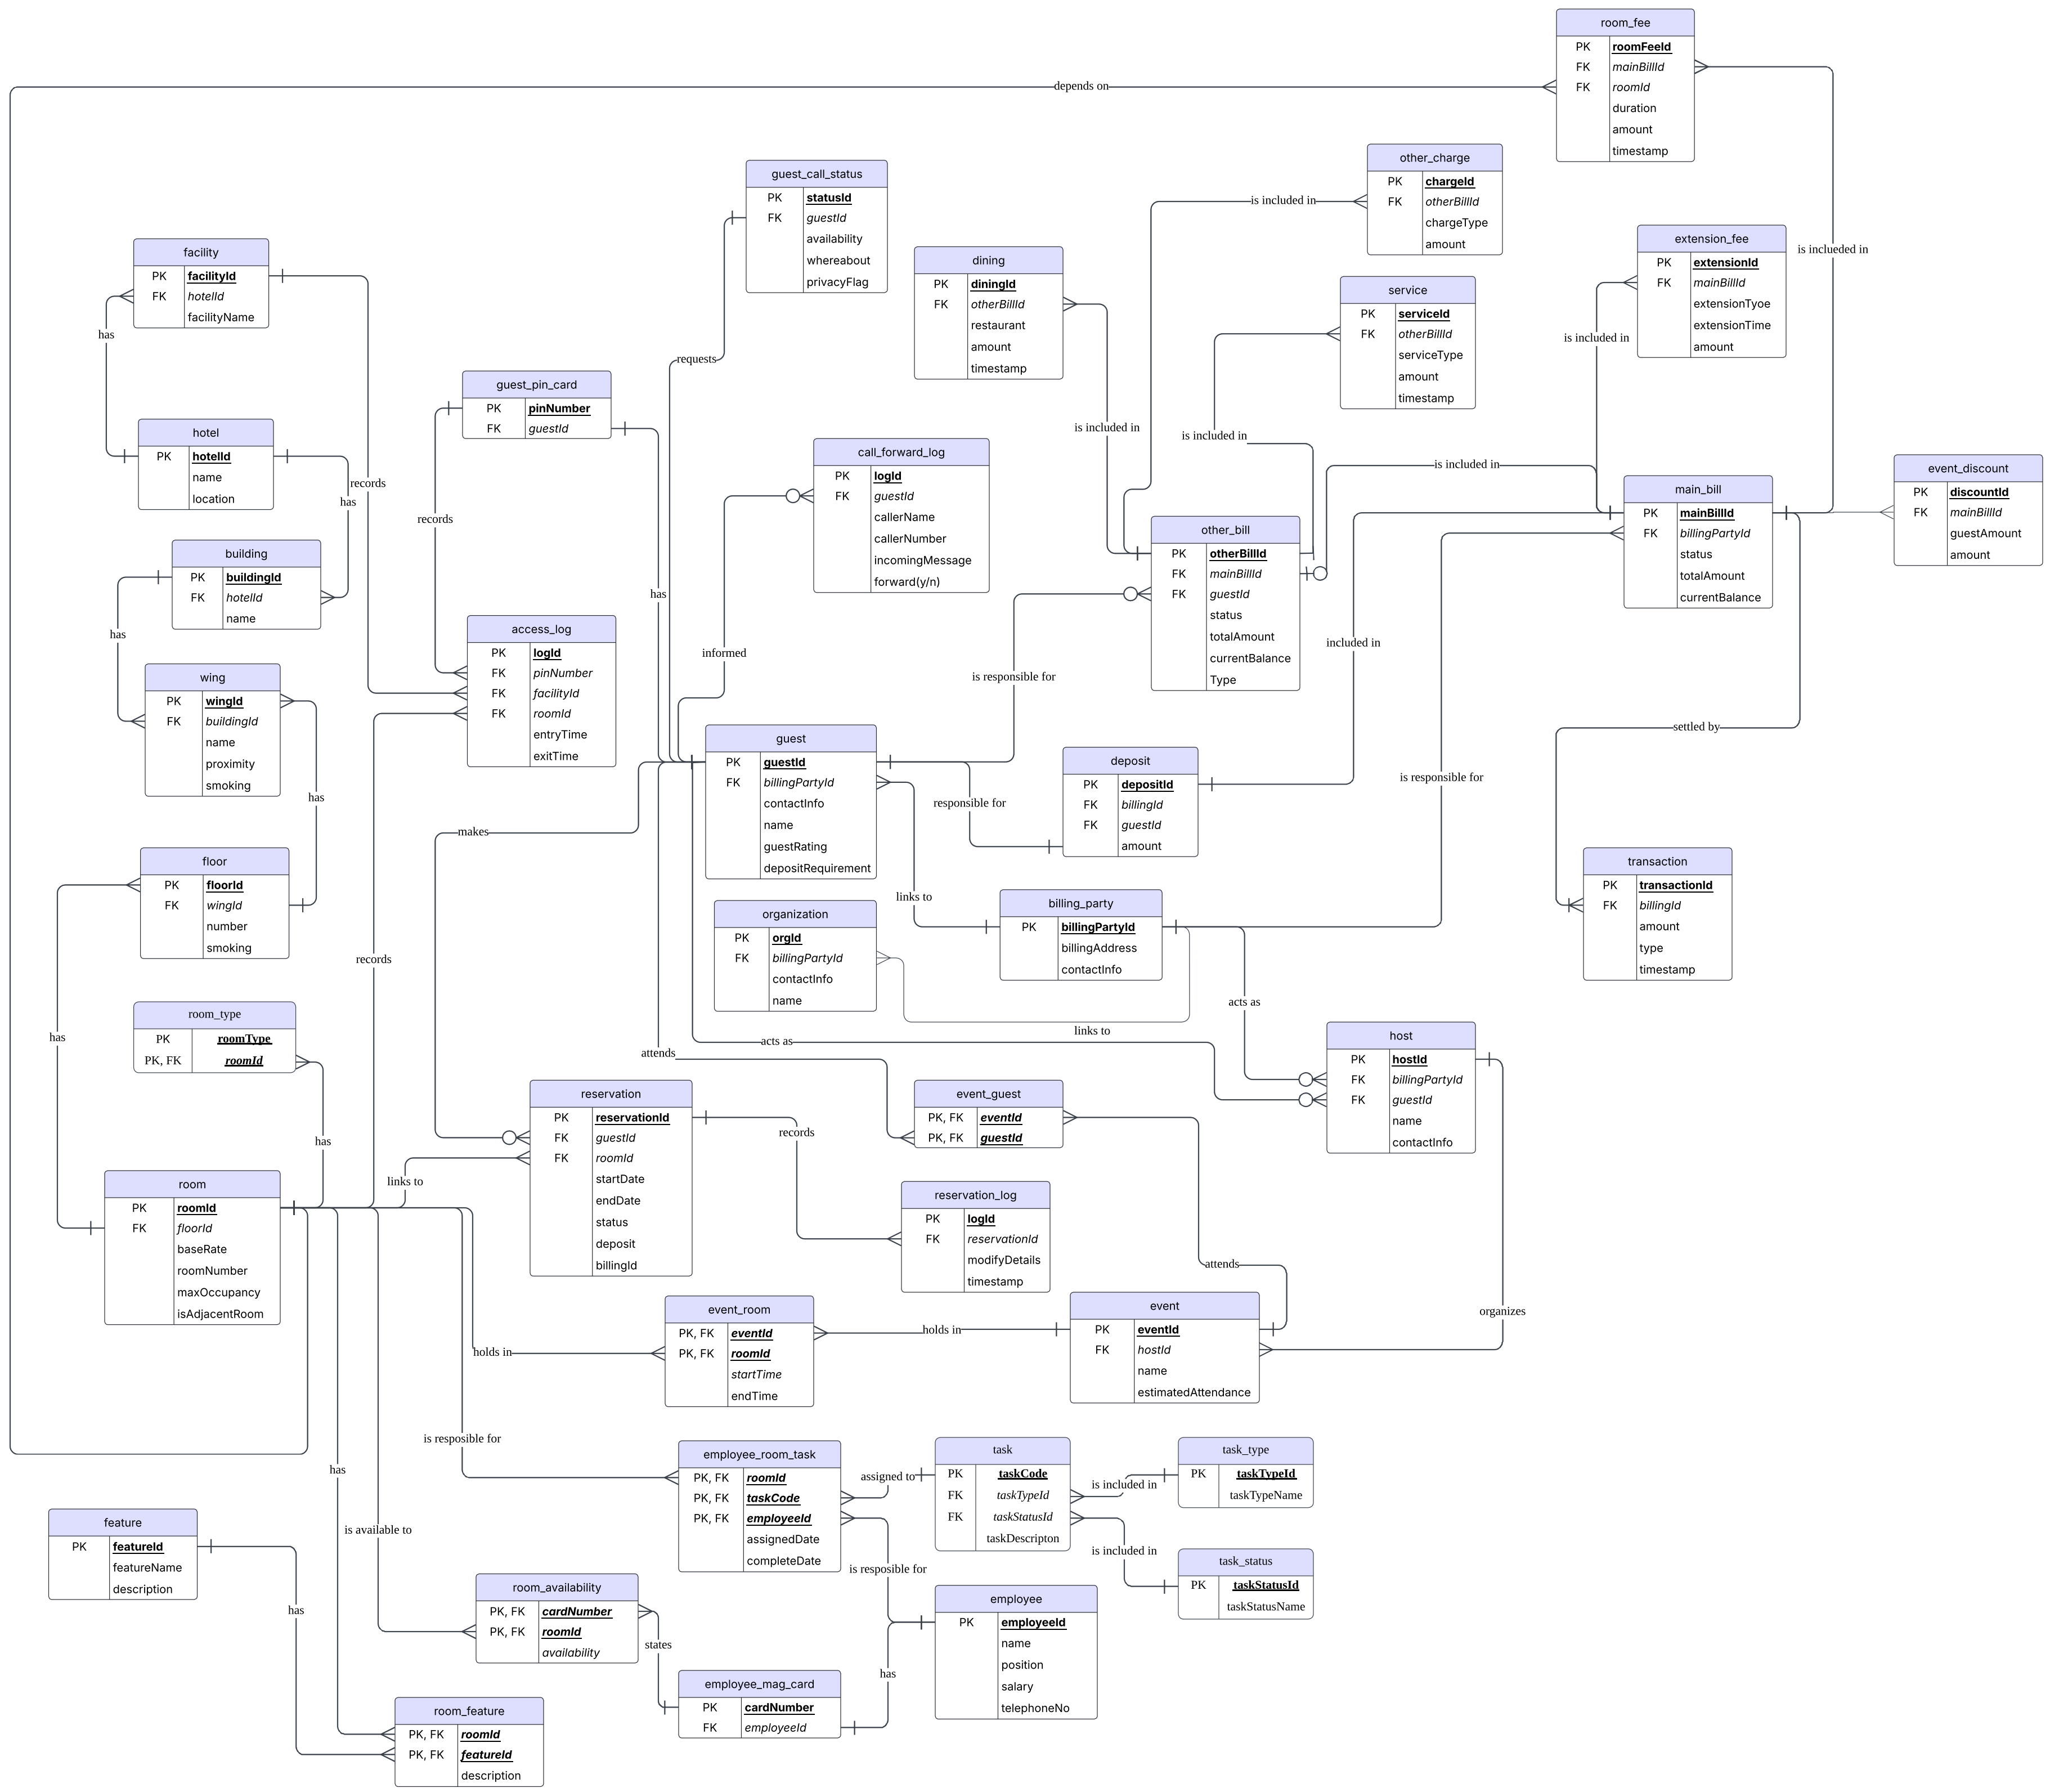 room_fee
PK roomFeeId
FK mainBillId
FK roomId
duration
amount
timestamp
depends on
is inclueded in
other_charge
PK chargeId
FK otherBillId
chargeType
amount
is included in
guest_call_status
PK statusId
FK guestId
availability
whereabout
privacyFlag
requests
facility
PK facilityId
FK hotelId
facilityName
has
records
dining
PK diningId
FK otherBillId
restaurant
amount
timestamp
is included in
service
PK serviceId
FK otherBillId
serviceType
amount
timestamp
is included in
extension_fee
PK extensionId
FK mainBillId
extensionTyoe
extensionTime
amount
is included in
guest_pin_card
PK pinNumber
FK guestId
records
has
hotel
PK hotelId
name
location
has
call_forward_log
PK logId
FK guestId
callerName
callerNumber
incomingMessage
forward(y/n)
informed
is included in
main_bill
PK mainBillId
FK billingPartyId
status
totalAmount
currentBalance
event_discount
PK discountId
FK mainBillId
guestAmount
amount
other_bill
PK otherBillId
FK mainBillId
FK guestId
status
totalAmount
currentBalance
Type
building
PK buildingId
FK hotelId
name
has
access_log
PK logId
FK pinNumber
FK facilityId
FK roomId
entryTime
exitTime
included in
is responsible for
wing
PK wingId
FK buildingId
name
proximity
smoking
has
guest
PK guestId
FK billingPartyId
contactInfo
name
guestRating
depositRequirement
deposit
PK depositId
FK billingId
FK guestId
amount
responsible for
settled by
is responsible for
makes
floor
PK floorId
FK wingId
number
smoking
has
links to
organization
PK orgId
FK billingPartyId
contactInfo
name
billing_party
PK billingPartyId
billingAddress
contactInfo
transaction
PK transactionId
FK billingId
amount
type
timestamp
records
links to
acts as
acts as
attends
room_type
PK roomType
PK, FK roomId
has
host
PK hostId
FK billingPartyId
FK guestId
name
contactInfo
reservation
PK reservationId
FK guestId
FK roomId
startDate
endDate
status
deposit
billingId
records
event_guest
PK, FK eventId
PK, FK guestId
links to
room
PK roomId
FK floorId
baseRate
roomNumber
maxOccupancy
isAdjacentRoom
reservation_log
PK logId
FK reservationId
modifyDetails
timestamp
attends
organizes
event_room
PK, FK eventId
PK, FK roomId
startTime
endTime
holds in
holds in
event
PK eventId
FK hostId
name
estimatedAttendance
is resposible for
employee_room_task
PK, FK roomId
PK, FK taskCode
PK, FK employeeId
assignedDate
completeDate
assigned to
task
PK taskCode
FK taskTypeId
FK taskStatusId
taskDescripton
is included in
task_type
PK taskTypeId
taskTypeName
is included in
task_status
PK taskStatusId
taskStatusName
has
is available to
feature
PK featureId
featureName
description
has
is resposible for
room_availability
PK, FK cardNumber
PK, FK roomId
availability
states
employee
PK employeeId
name
position
salary
telephoneNo
has
employee_mag_card
PK cardNumber
FK employeeId
room_feature
PK, FK roomId
PK, FK featureId
description